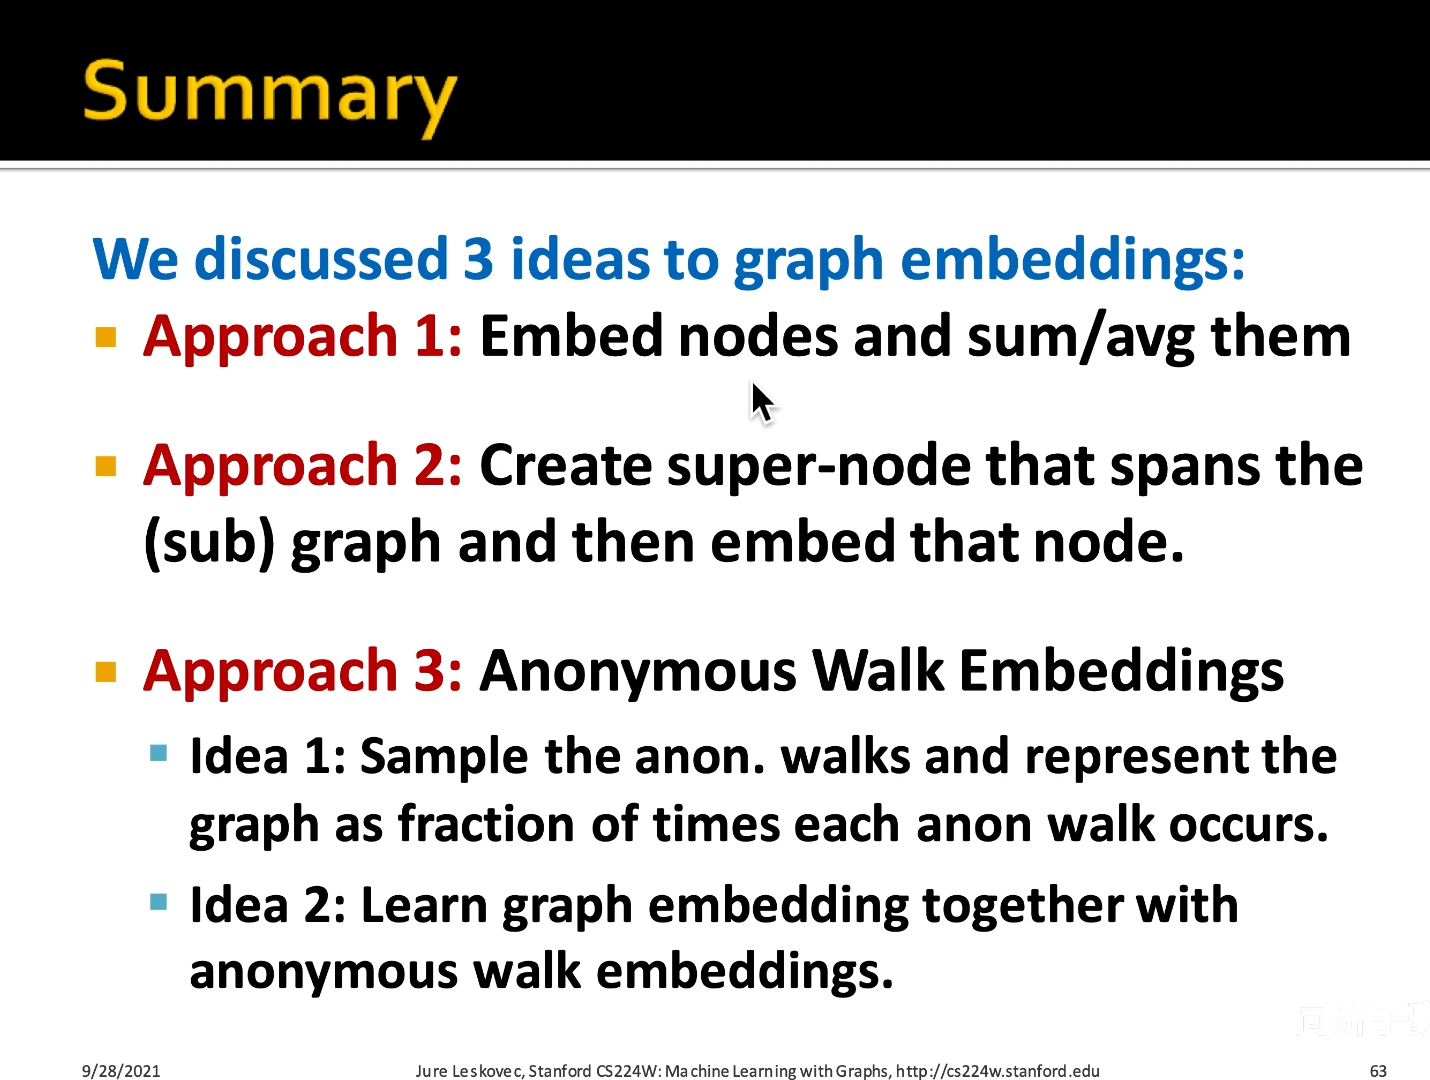 Summary
We discussed 3 ideas to graph embeddings:
Approach 1: Embed nodes and sum/avg them
Approach 2: Create super-node that spans the
(sub) graph and then embed that node.
Approach 3: Anonymous Walk Embeddings
Idea 1: Sample the anon. walks and represent the
graph as fraction of times each anon walk occurs.
Idea 2: Learn graph embedding together with
anonymous walk embeddings.
9/28/2021
Jure Leskovec, Stanford CS224W: Machine Learning with Graphs, http://cs224w.stanford.edu
63